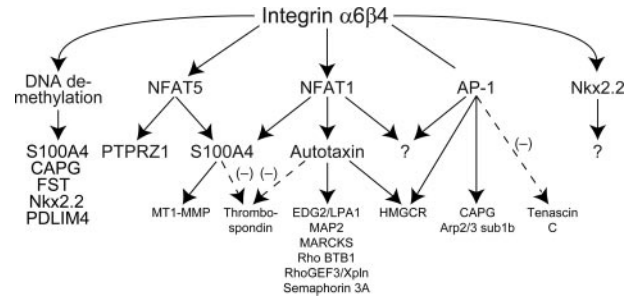 Integrin α6β4
DNA de-
methylation
NFAT5
NFAT1
AP-1
Nkx2.2
S100A4
CAPG
FST
Nkx2.2
PDLIM4
PTPRZ1
S100A4
Autotaxin
?
(–)
?
(–) (–)
MT1-MMP
Thrombo-
spondin
EDG2/LPA1
MAP2
MARCKS
Rho BTB1
RhoGEF3/Xpln
Semaphorin 3A
HMGCR
CAPG
Arp2/3 sub1b
Tenascin
C